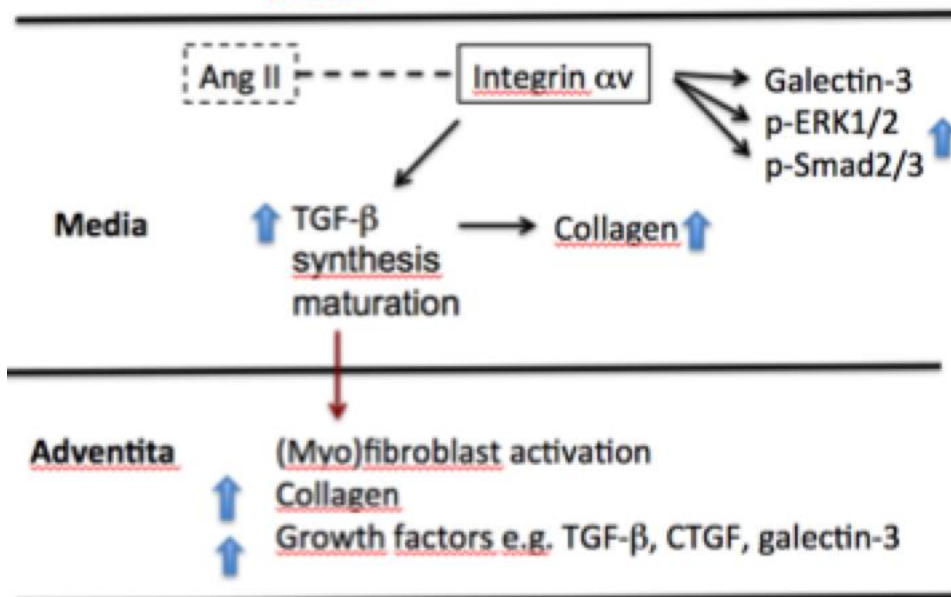 Ang II
Integrin αv
Galectin-3
p-ERK1/2
p-Smad2/3
Media
TGF-β
synthesis
maturation
Collagen
Adventita
(Myo)fibroblast activation
Collagen
Growth factors e.g. TGF-β, CTGF, galectin-3